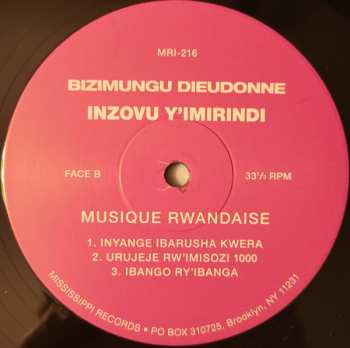 MRI-216
BIZIMUNGU DIEUDONNE
INZOVU Y'IMIRINDI
FACE B
33⅓ RPM
MUSIQUE RWANDAISE
1. INYANGE IBARUSHA KWERA
2. URUJEJE RW'IMISOZI 1000
3. IBANGO RY'IBANGA
MISSISSIPPI RECORDS • PO BOX 310725, Brooklyn, NY 11231